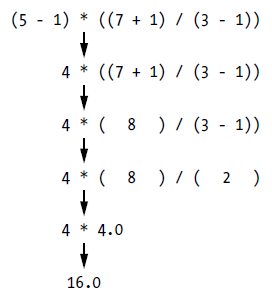 (5 - 1) * ((7 + 1) / (3 - 1))
4 * ((7 + 1) / (3 - 1))
4 * (  8  ) / (3 - 1))
4 * (  8  ) / (  2  )
4 * 4.0
16.0